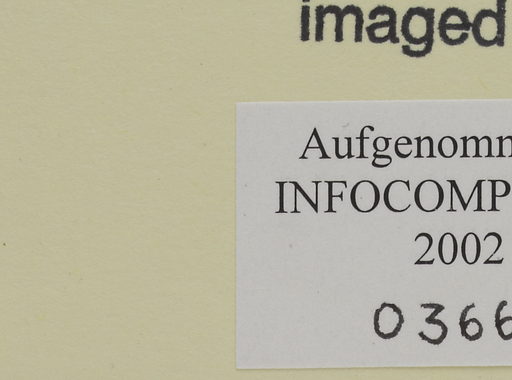 imaged
Aufgenomm
INFOCOMP
2002
0366